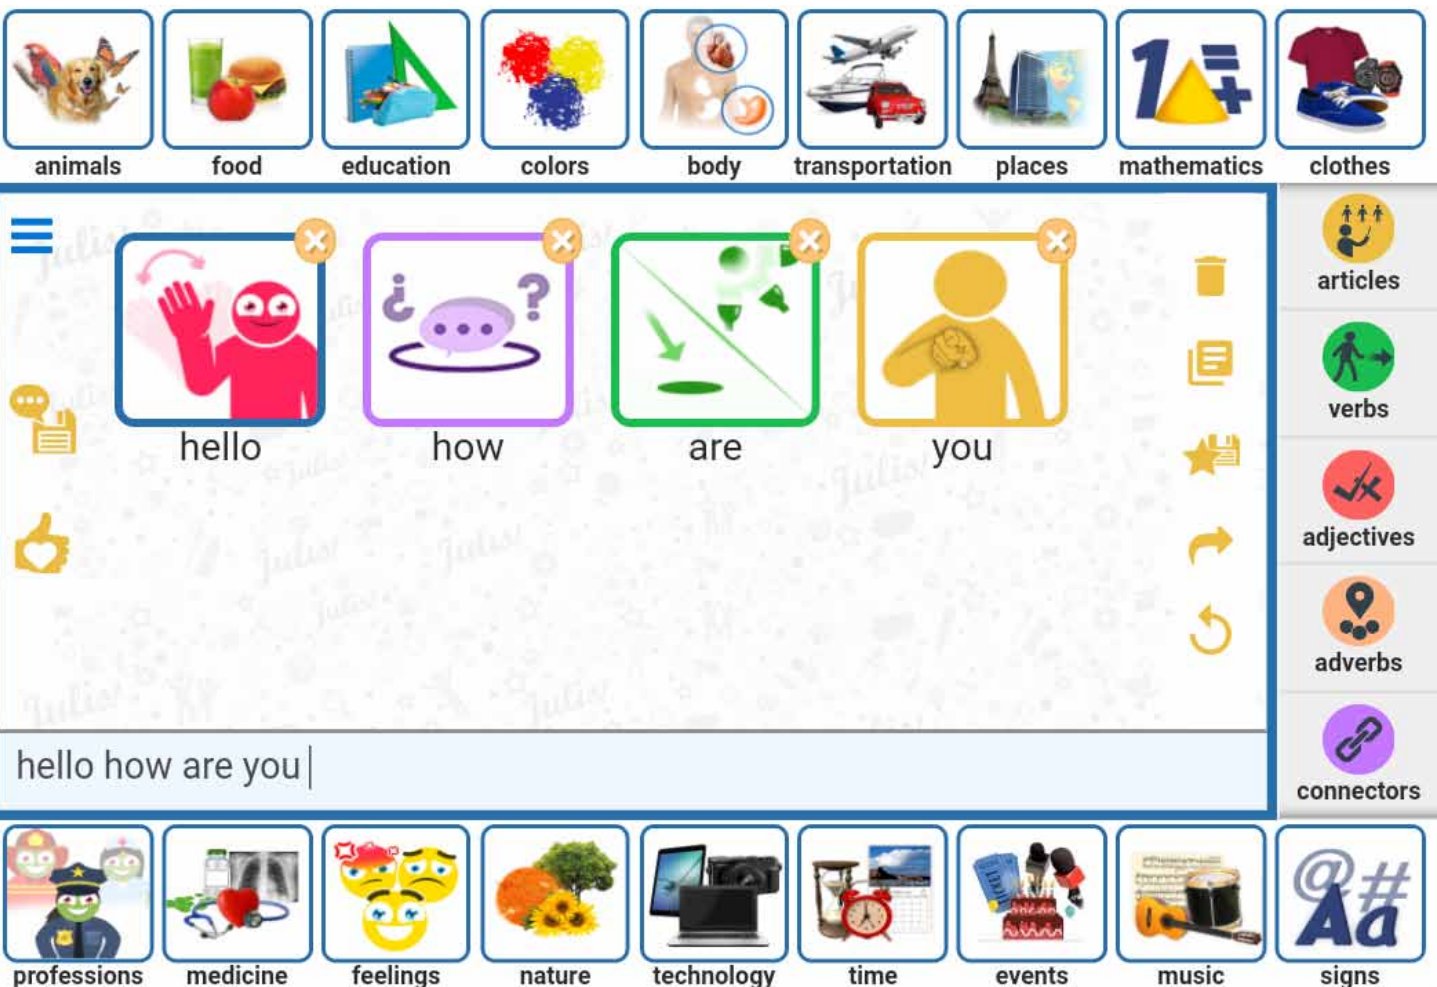 animals food education colors body transportation places mathematics clothes
articles
verbs
adjectives
adverbs
connectors
hello how are you
hello how are you
professions medicine feelings nature technology time events music signs